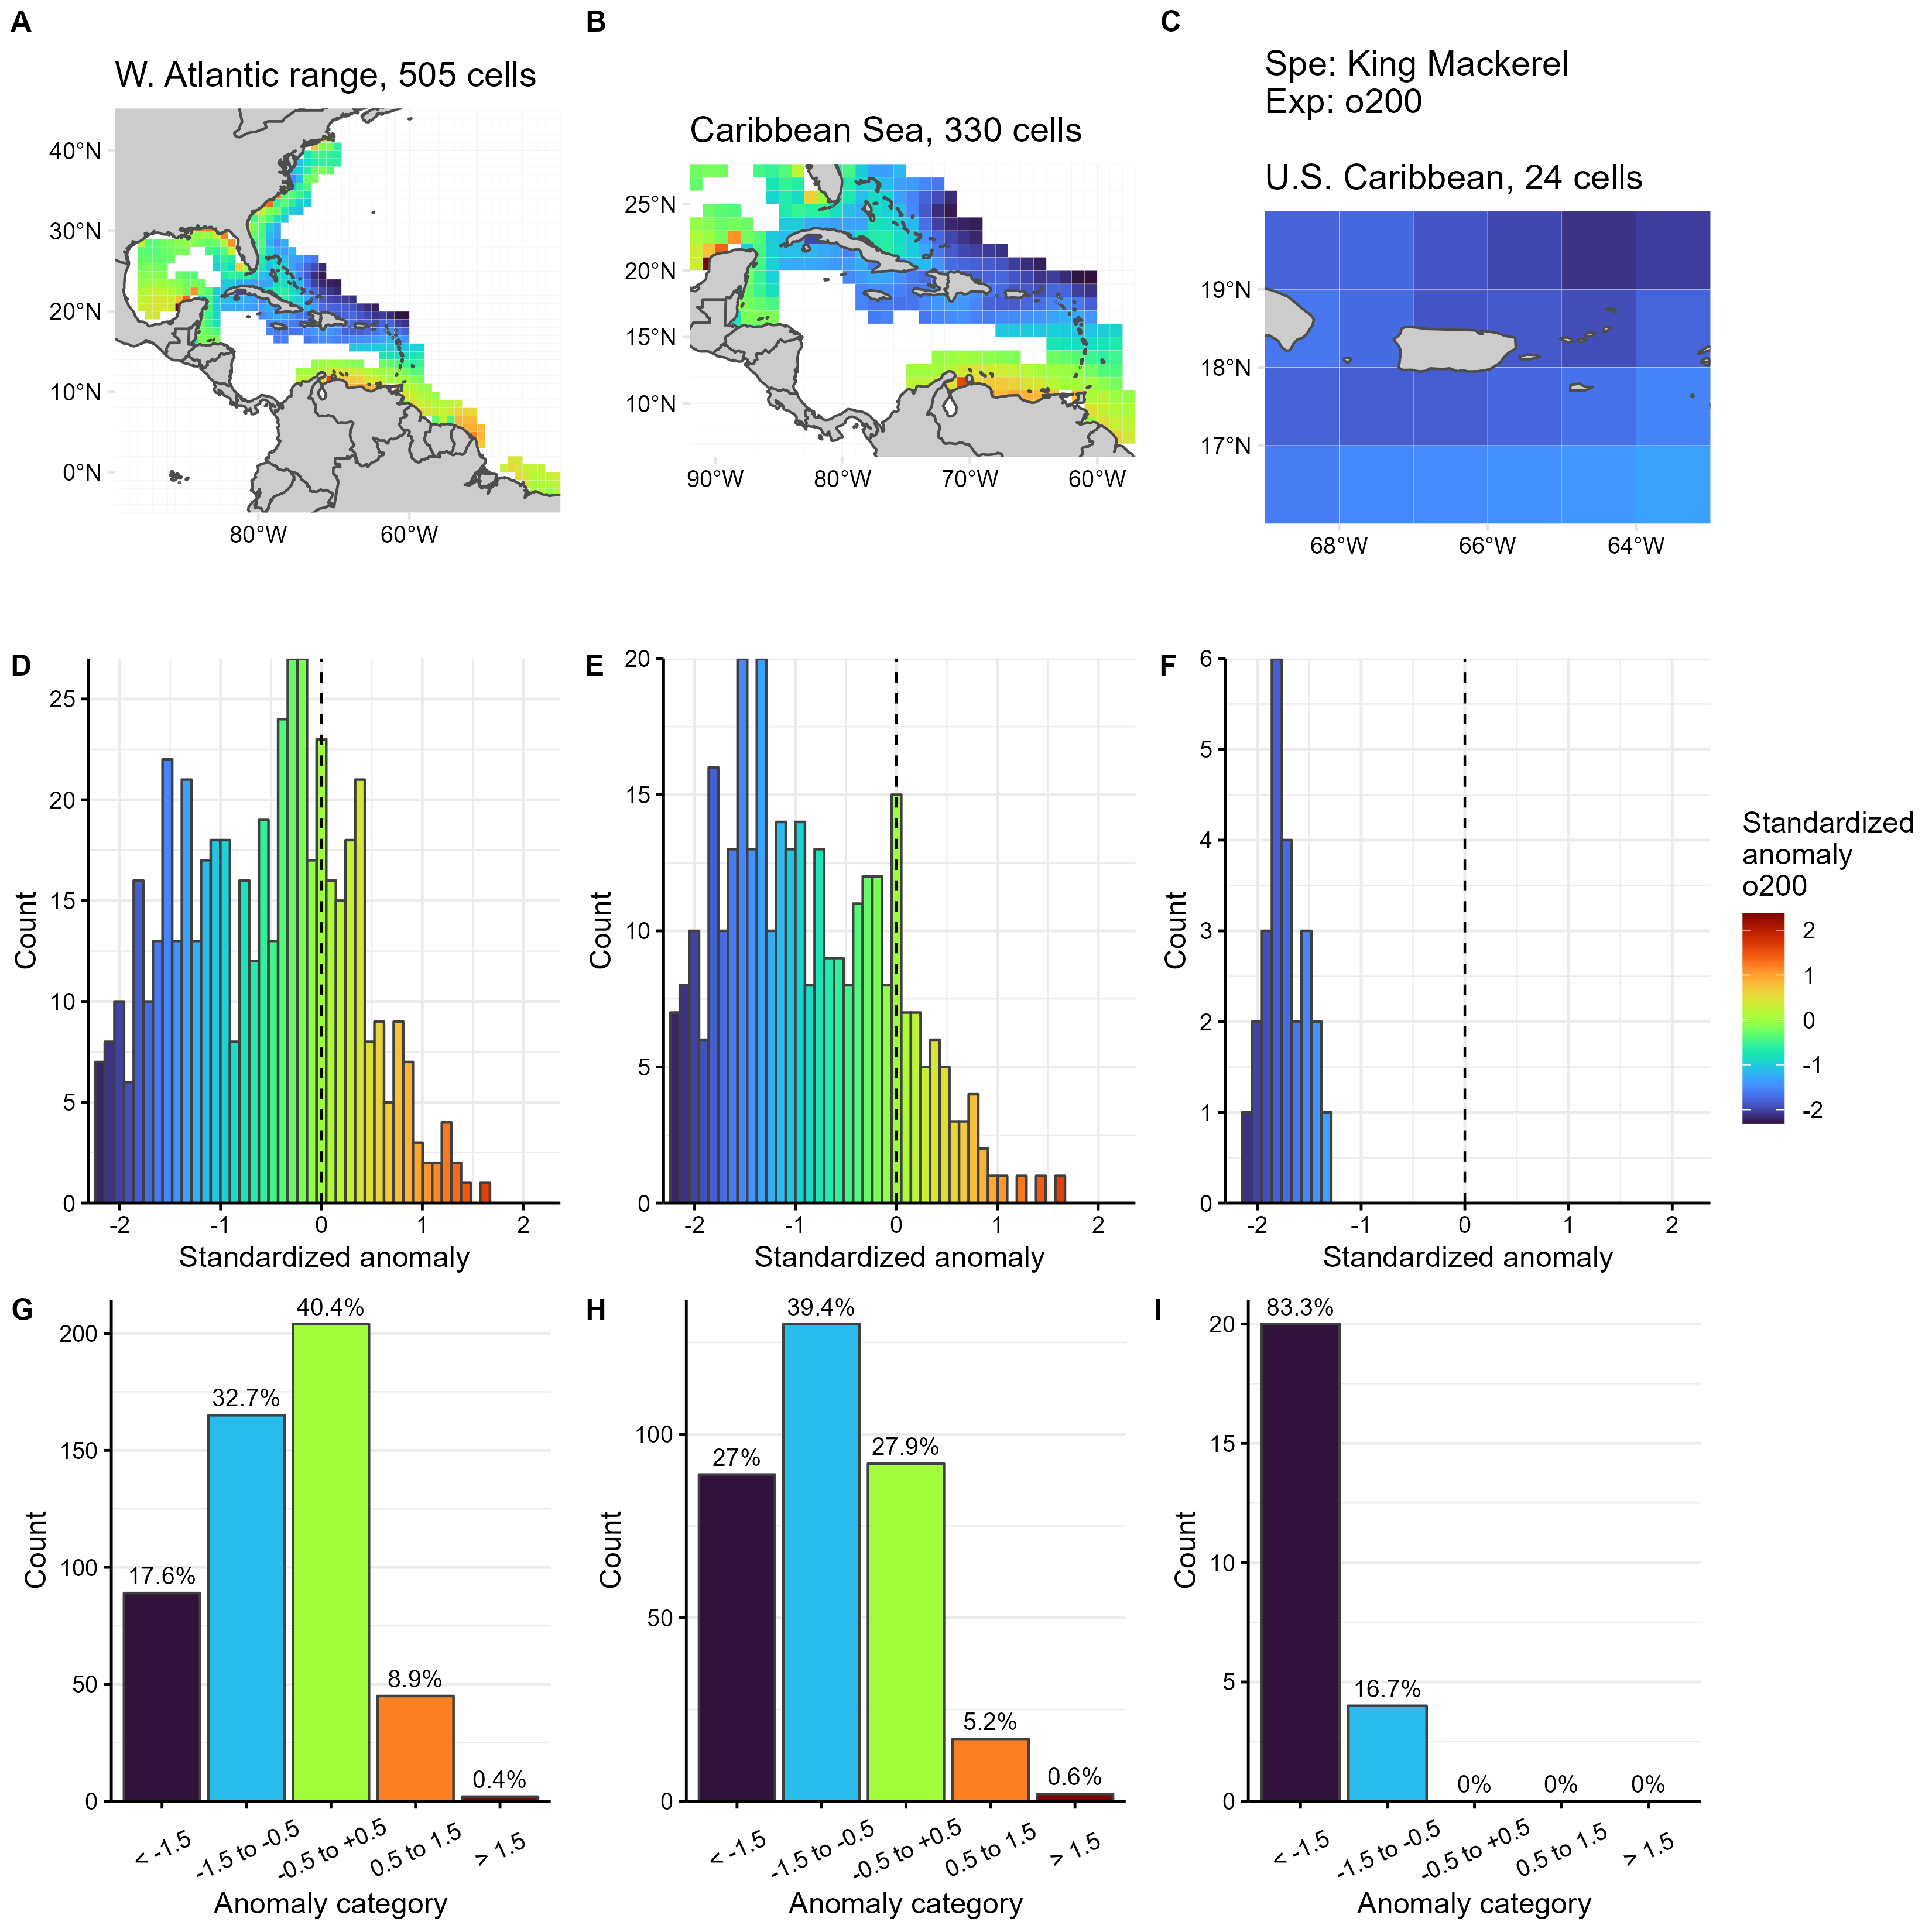 A
B
C
W. Atlantic range, 505 cells
Caribbean Sea, 330 cells
Spe: King Mackerel
Exp: o200
U.S. Caribbean, 24 cells
40°N
30°N
20°N
10°N
0°N
80°W
60°W
25°N
20°N
15°N
10°N
90°W
80°W
70°W
60°W
19°N
18°N
17°N
68°W
66°W
64°W
D
Count
25
20
15
10
5
0
-2
-1
0
1
2
Standardized anomaly
E
Count
20
15
10
5
0
-2
-1
0
1
2
Standardized anomaly
F
Count
6
5
4
3
2
1
0
-2
-1
0
1
2
Standardized anomaly
Standardized
anomaly
o200
2
1
0
-1
-2
G
Count
200
150
100
50
0
17.6%
32.7%
40.4%
8.9%
0.4%
< -1.5
-1.5 to -0.5
-0.5 to +0.5
0.5 to 1.5
> 1.5
Anomaly category
H
Count
100
50
0
27%
39.4%
27.9%
5.2%
0.6%
< -1.5
-1.5 to -0.5
-0.5 to +0.5
0.5 to 1.5
> 1.5
Anomaly category
I
Count
20
15
10
5
0
83.3%
16.7%
0%
0%
0%
< -1.5
-1.5 to -0.5
-0.5 to +0.5
0.5 to 1.5
> 1.5
Anomaly category